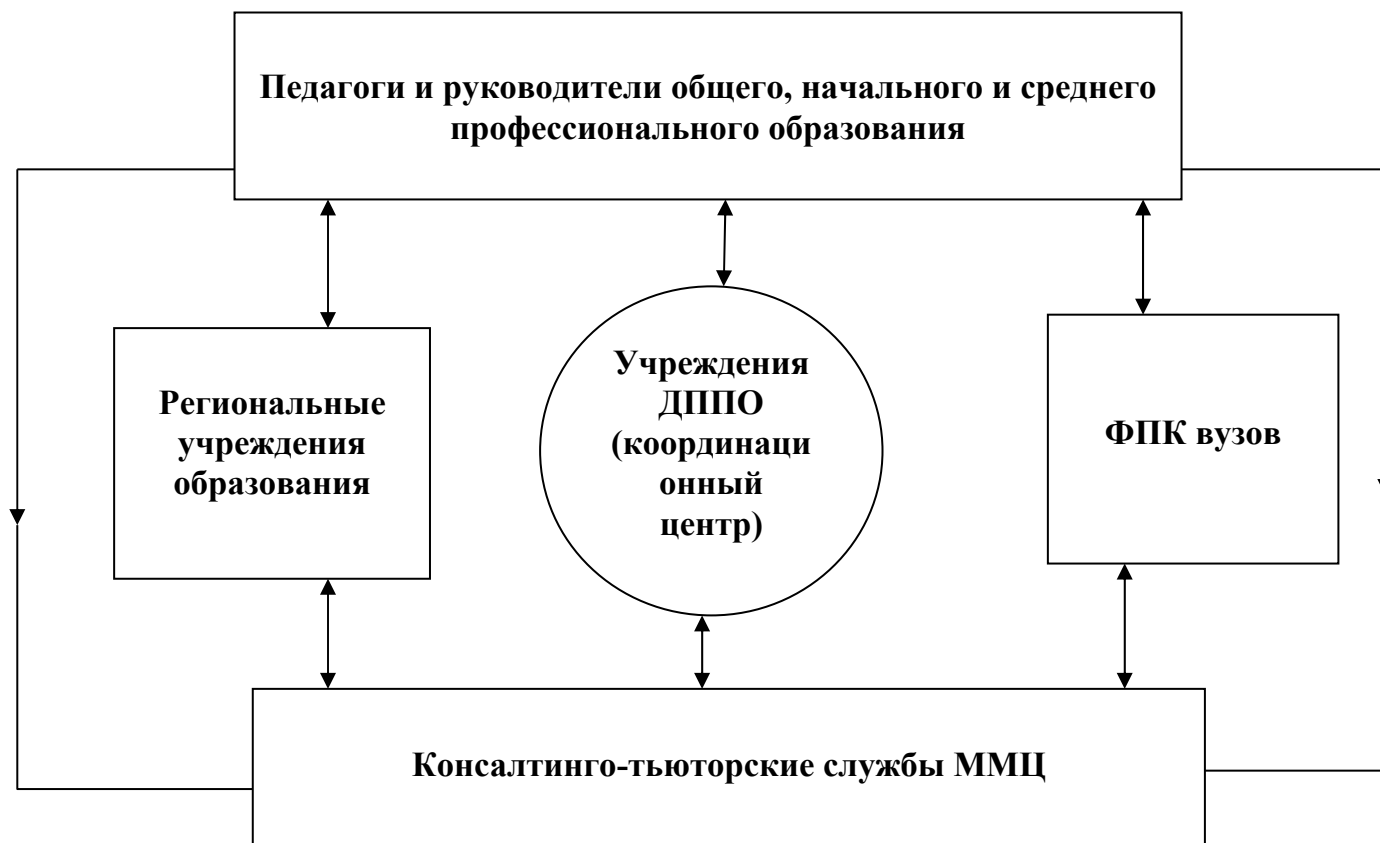 Педагоги и руководители общего, начального и среднего
профессионального образования
Региональные
учреждения
образования
Учреждения
ДППО
(координаци
онный
центр)
ФПК вузов
Консалтинго-тьюторские службы ММЦ